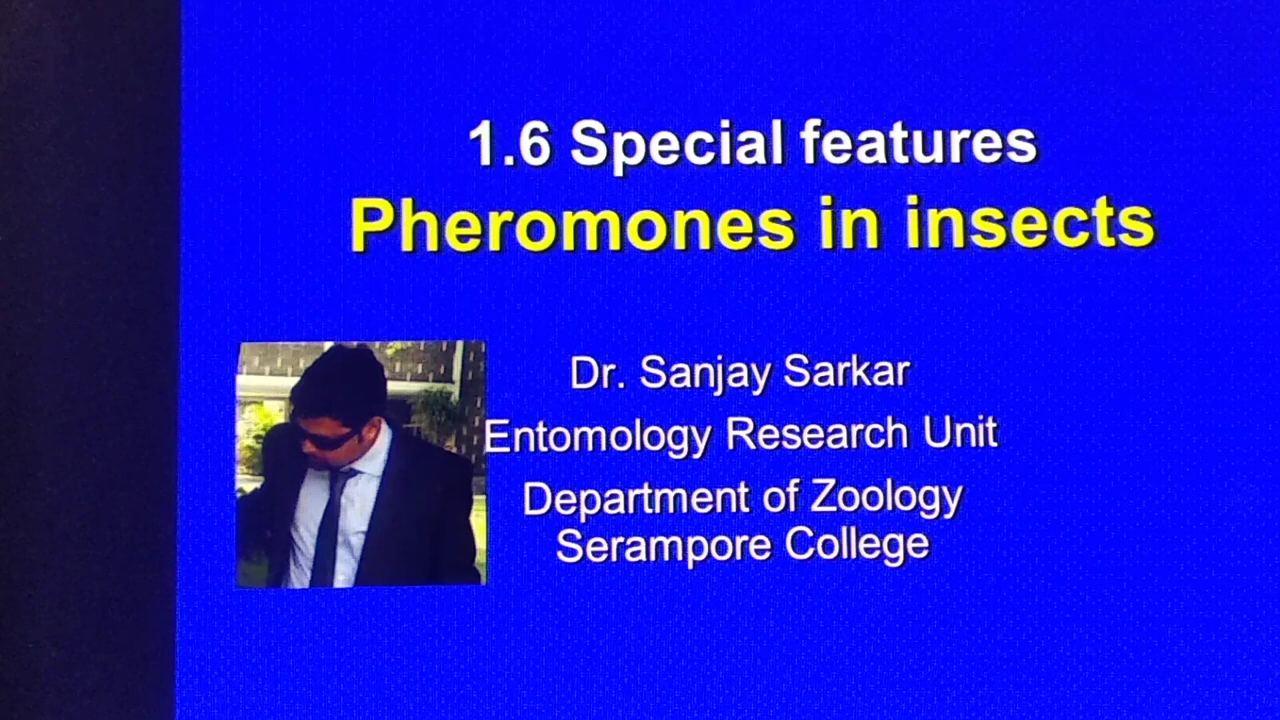 1.6 Special features
Pheromones in insects
Dr. Sanjay Sarkar
Entomology Research Unit
Department of Zoology
Serampore College